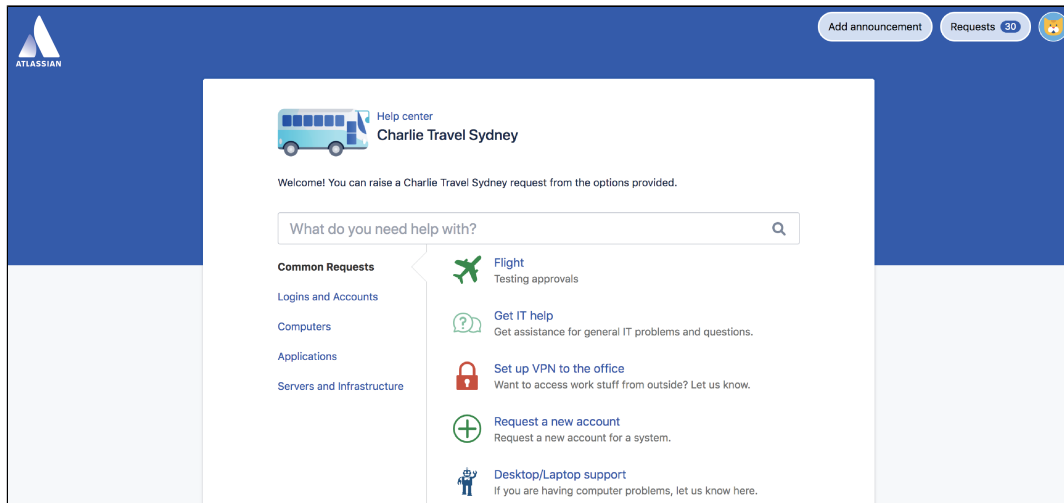 ATLASSIAN
Add announcement
Requests 30
Help center
Charlie Travel Sydney
Welcome! You can raise a Charlie Travel Sydney request from the options provided.
What do you need help with?
Common Requests
Logins and Accounts
Computers
Applications
Servers and Infrastructure
Flight
Testing approvals
Get IT help
Get assistance for general IT problems and questions.
Set up VPN to the office
Want to access work stuff from outside? Let us know.
Request a new account
Request a new account for a system.
Desktop/Laptop support
If you are having computer problems, let us know here.